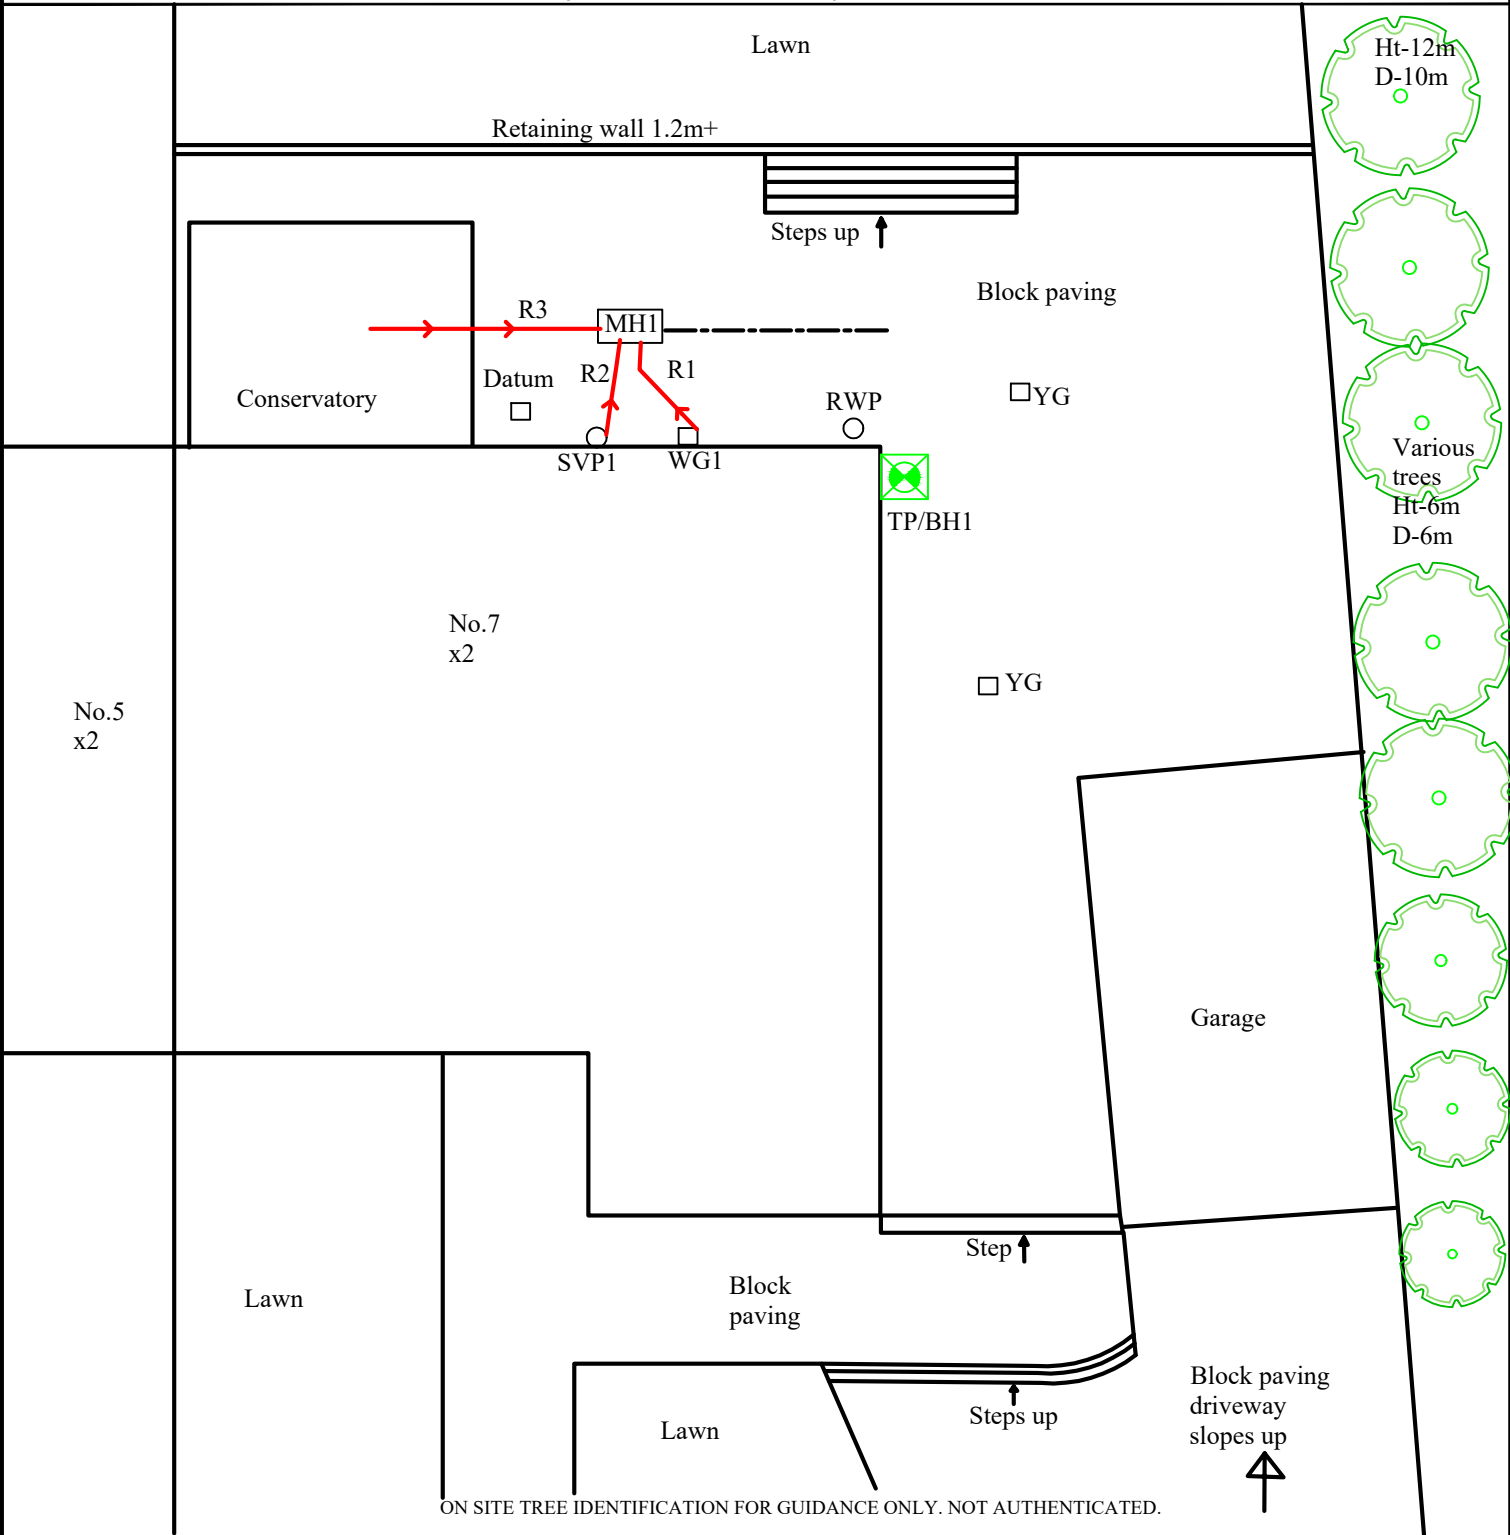 Lawn
Ht-12m
D-10m
Retaining wall 1.2m+
Steps up
Block paving
R3
MH1
R2
R1
Datum
Conservatory
RWP
YG
SVP1
WG1
Various
trees
Ht-6m
D-6m
TP/BH1
No.7
x2
YG
No.5
x2
Garage
Step
Block
paving
Lawn
Block paving
driveway
slopes up
Steps up
Lawn
ON SITE TREE IDENTIFICATION FOR GUIDANCE ONLY. NOT AUTHENTICATED.